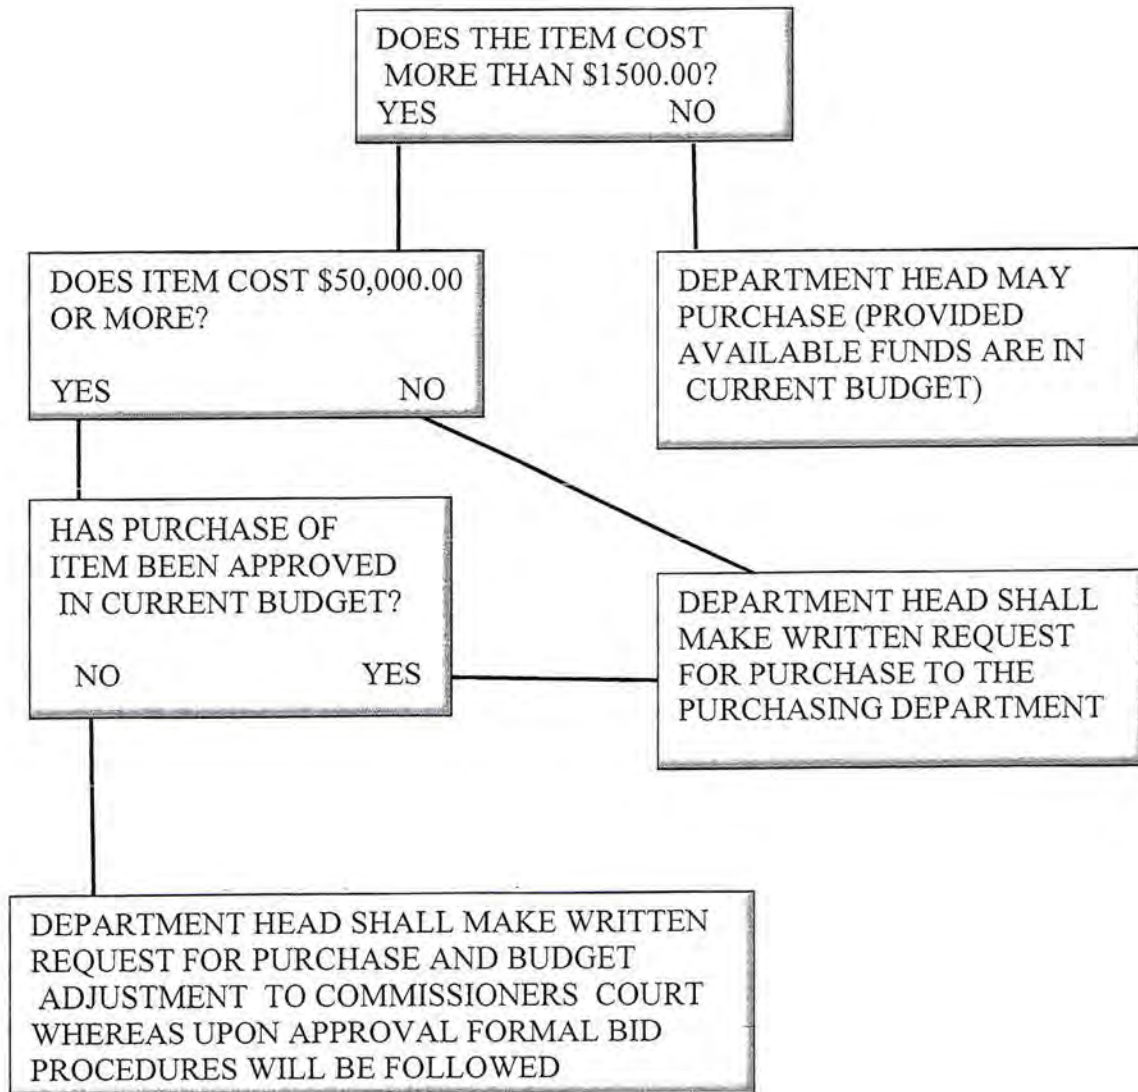 DOES THE ITEM COST
MORE THAN $1500.00?
YES NO
DOES ITEM COST $50,000.00
OR MORE?
YES NO
DEPARTMENT HEAD MAY
PURCHASE (PROVIDED
AVAILABLE FUNDS ARE IN
CURRENT BUDGET)
HAS PURCHASE OF
ITEM BEEN APPROVED
IN CURRENT BUDGET?
NO YES
DEPARTMENT HEAD SHALL
MAKE WRITTEN REQUEST
FOR PURCHASE TO THE
PURCHASING DEPARTMENT
DEPARTMENT HEAD SHALL MAKE WRITTEN
REQUEST FOR PURCHASE AND BUDGET
ADJUSTMENT TO COMMISSIONERS COURT
WHEREAS UPON APPROVAL FORMAL BID
PROCEDURES WILL BE FOLLOWED